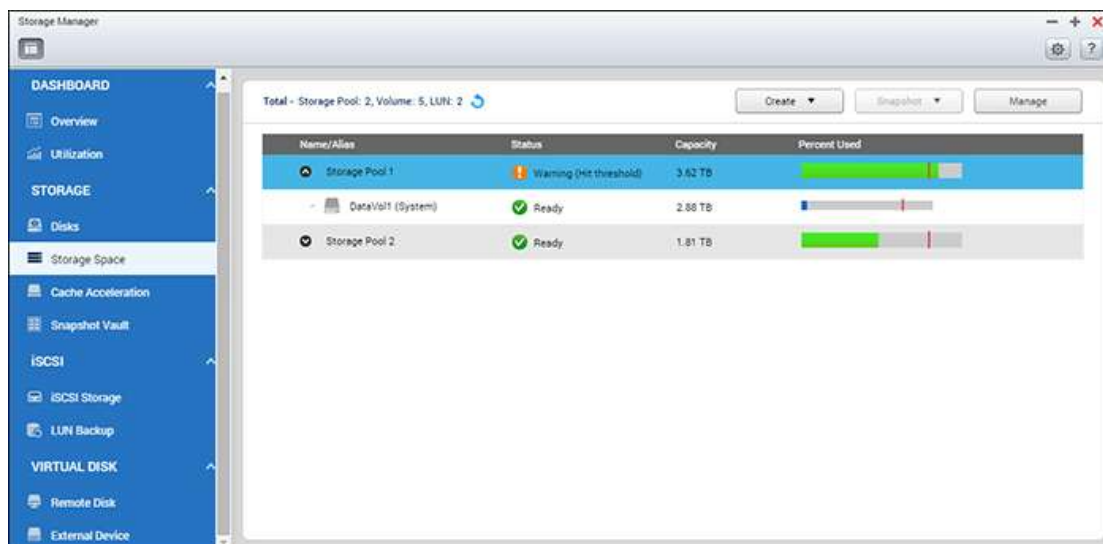 Storage Manager
DASHBOARD
Overview
Utilization
STORAGE
Disks
Storage Space
Cache Acceleration
Snapshot Vault
iSCSI
iSCSI Storage
LUN Backup
VIRTUAL DISK
Remote Disk
External Device
Total - Storage Pool: 2, Volume: 5, LUN: 2
Create Snapshot Manage
Name/Alias Status Capacity Percent Used
Storage Pool 1 Warning (Hit threshold) 3.62 TB
DataVol1 (System) Ready 2.88 TB
Storage Pool 2 Ready 1.81 TB